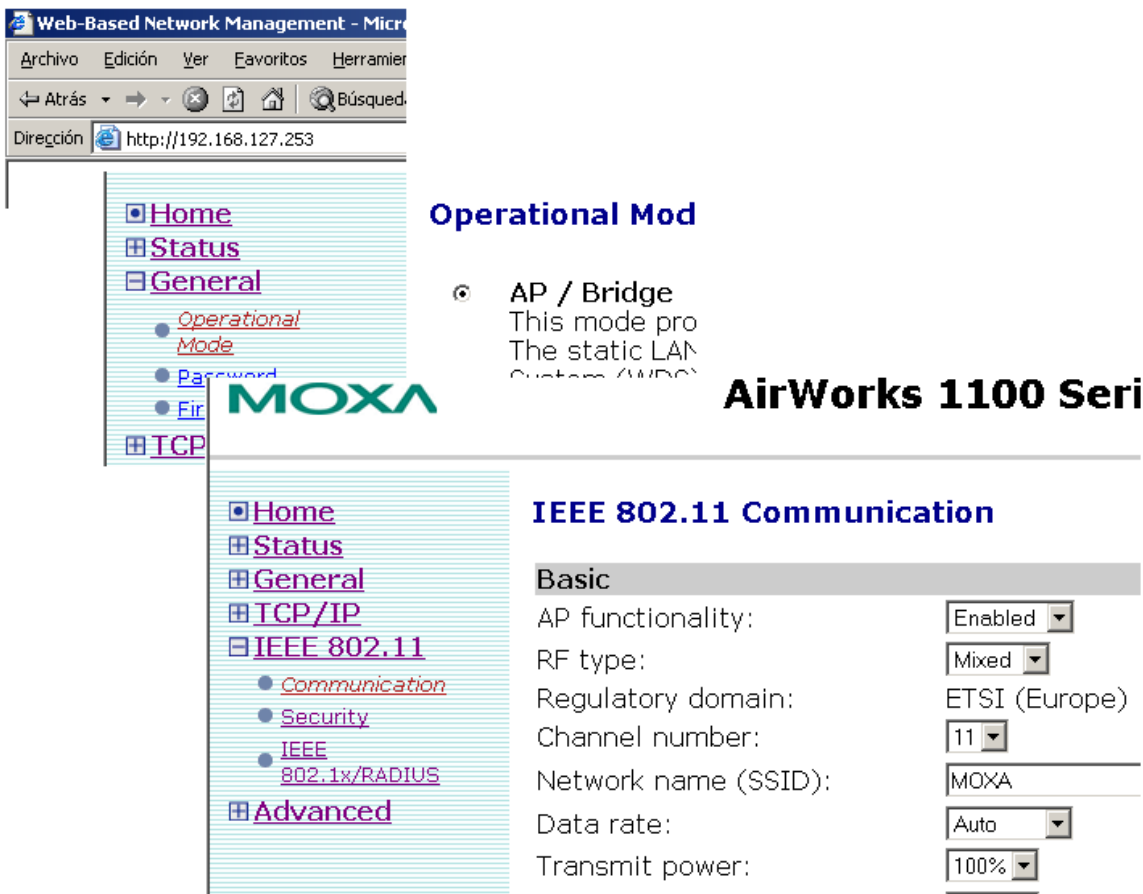 Web-Based Network Management - Micro
Archivo Edición Ver Favoritos Herramien
Atrás Búsqued
Dirección http://192.168.127.253
Home
Status
General
Operational
Mode
Password
Fir
TCP
Operational Mod
AP / Bridge
This mode pro
The static LAN
System (WDS)
MOXA
AirWorks 1100 Seri
Home
Status
General
TCP/IP
IEEE 802.11
Communication
Security
IEEE
802.1x/RADIUS
Advanced
IEEE 802.11 Communication
Basic
AP functionality: Enabled
RF type: Mixed
Regulatory domain: ETSI (Europe)
Channel number: 11
Network name (SSID): MOXA
Data rate: Auto
Transmit power: 100%